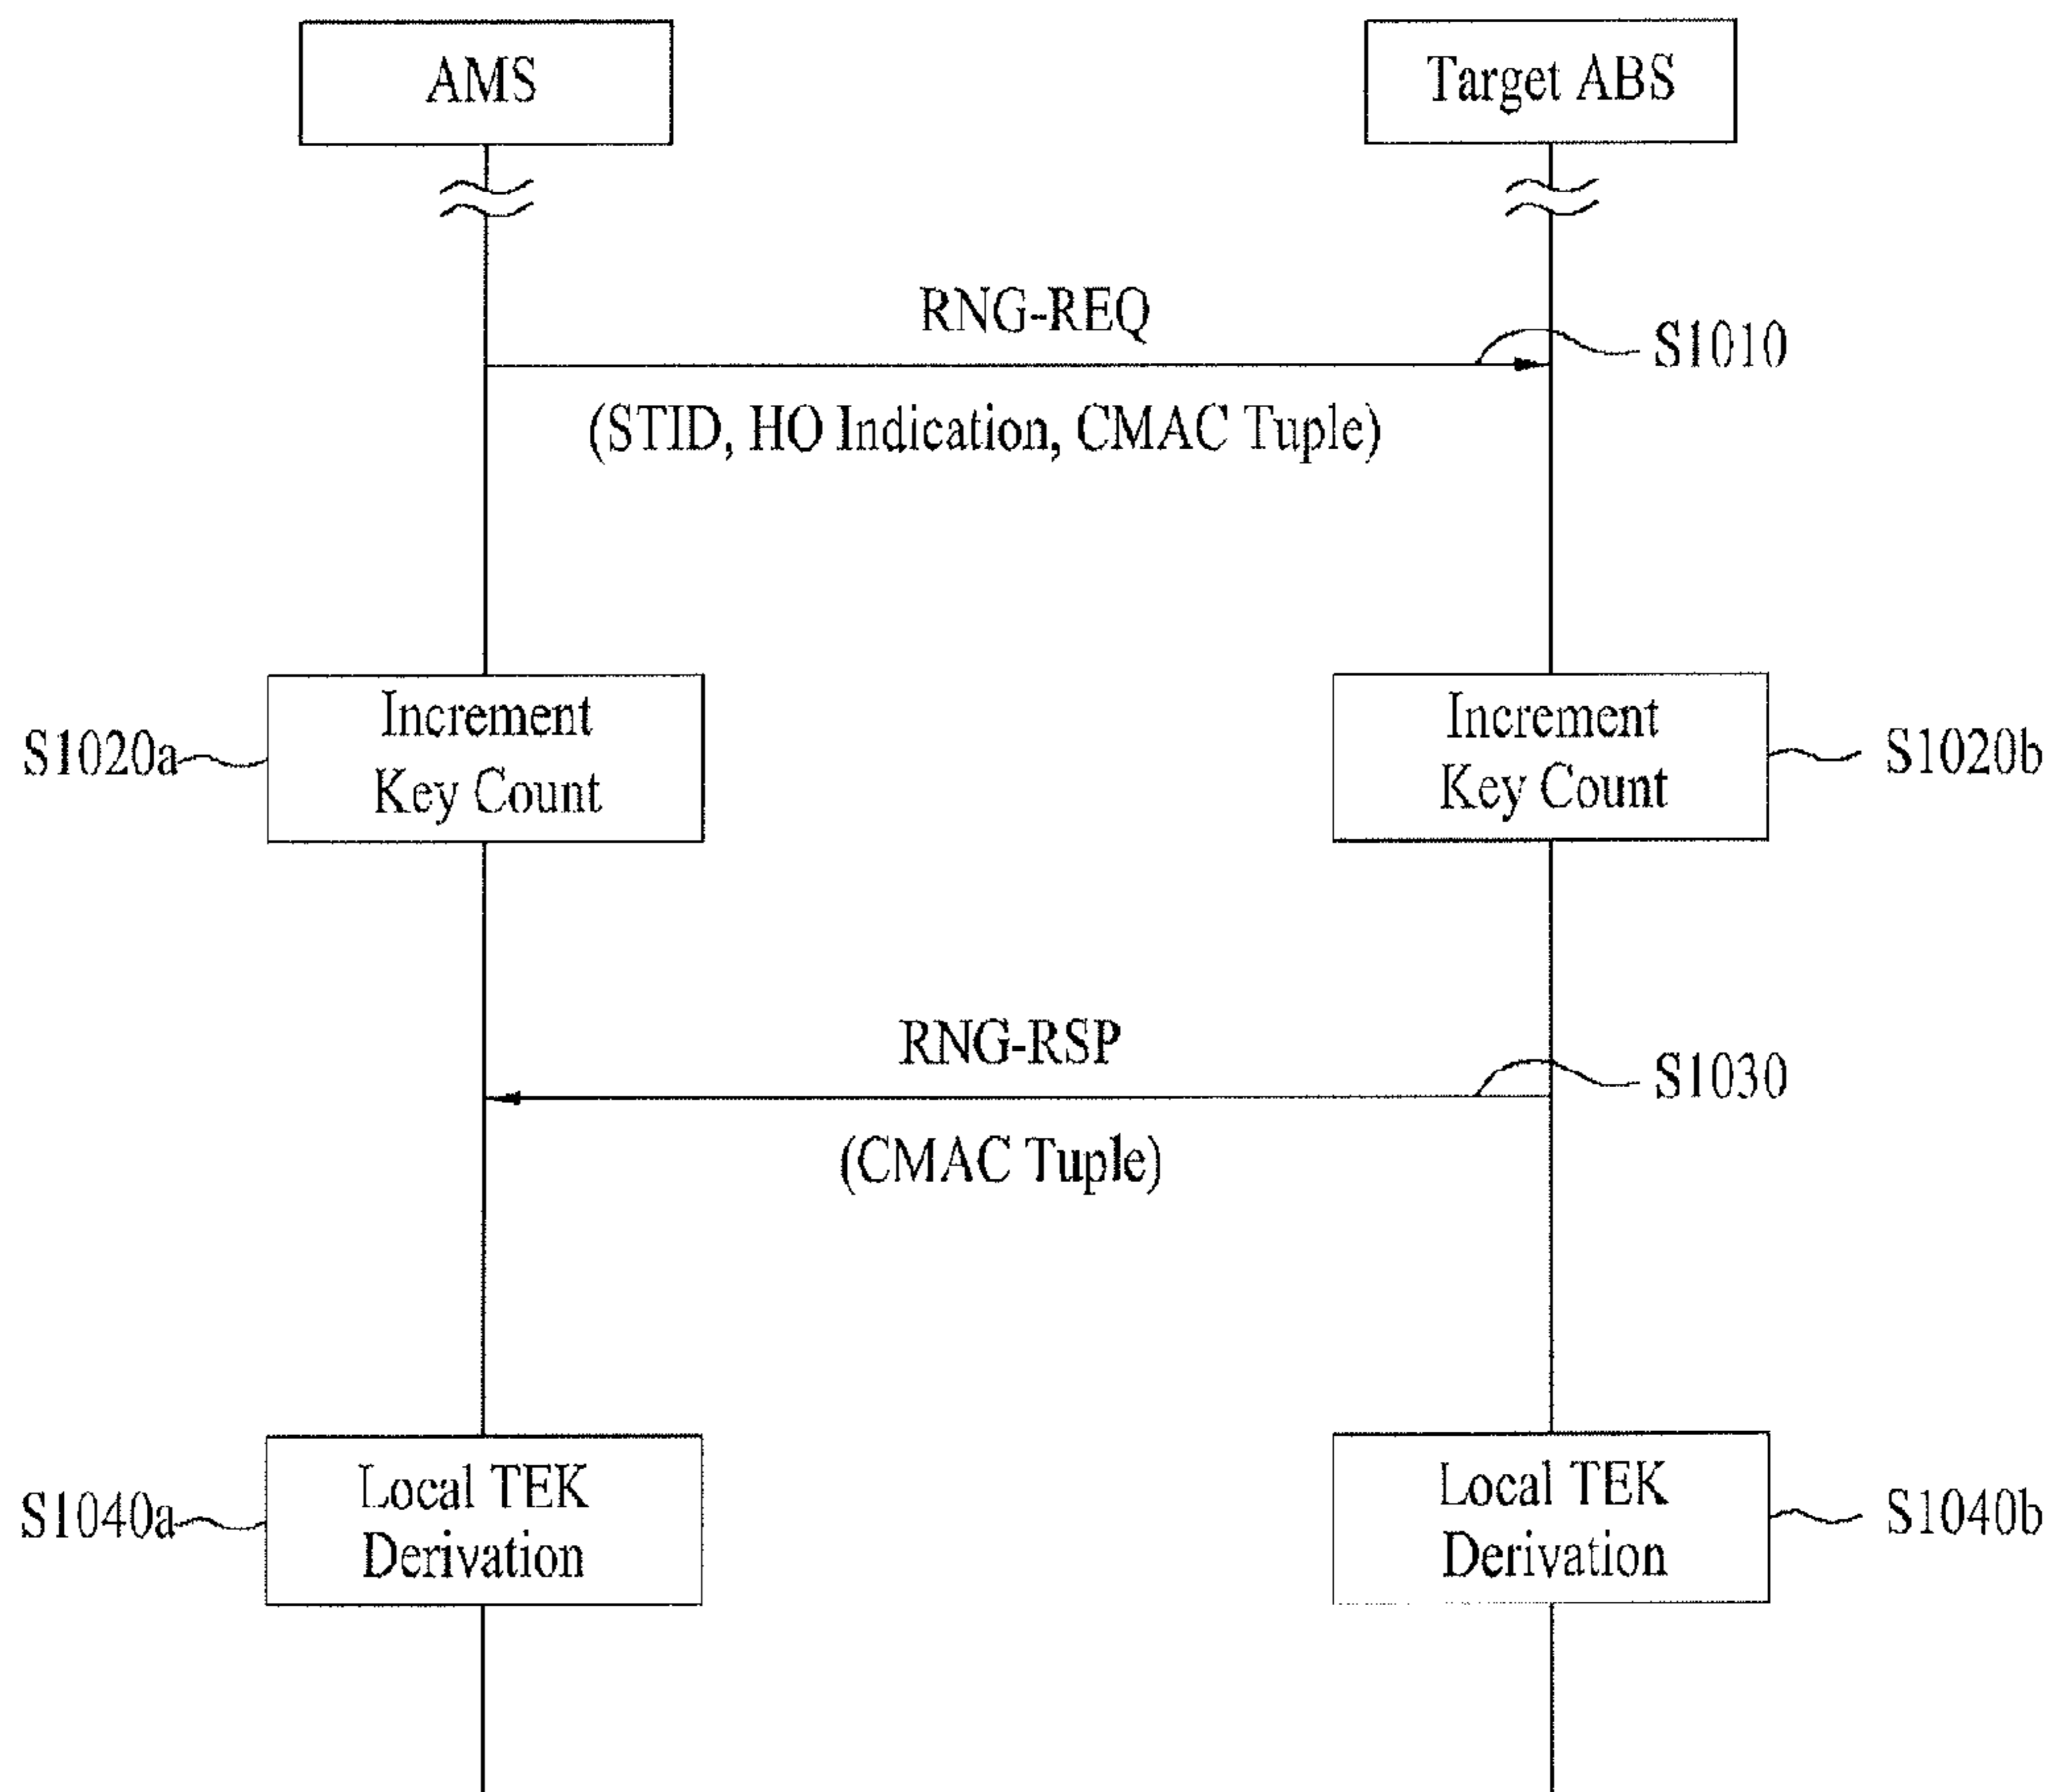 AMS
Target ABS
RNG-REQ
S1010
(STID, HO Indication, CMAC Tuple)
S1020a
Increment
Key Count
Increment
Key Count
S1020b
RNG-RSP
S1030
(CMAC Tuple)
S1040a
Local TEK
Derivation
Local TEK
Derivation
S1040b